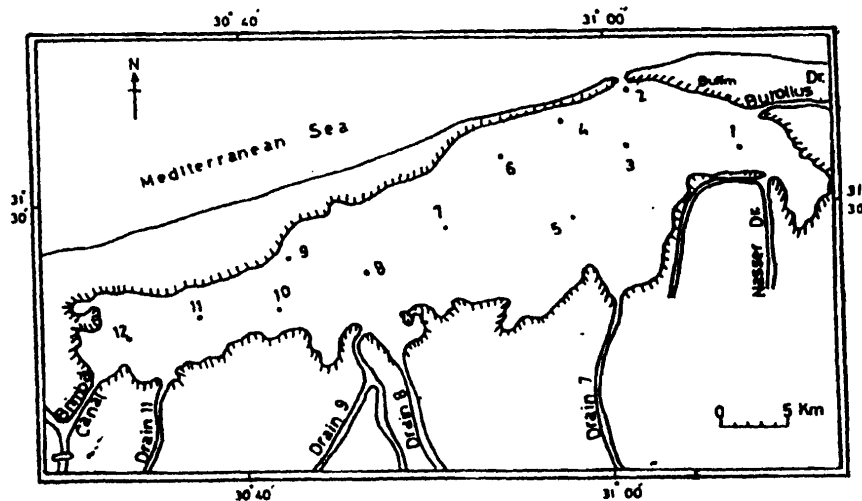 30° 40'
31° 00'
N
Mediterranean Sea
Burullus
Dr.
2
1
4
3
6
31°
30'
31°
30'
7
5
Nasser Dr.
9
8
11
10
12
Brimbal
Canal
Drain 11
Drain 9
Drain 8
Drain 7
0 5 Km
30° 40'
31° 00'